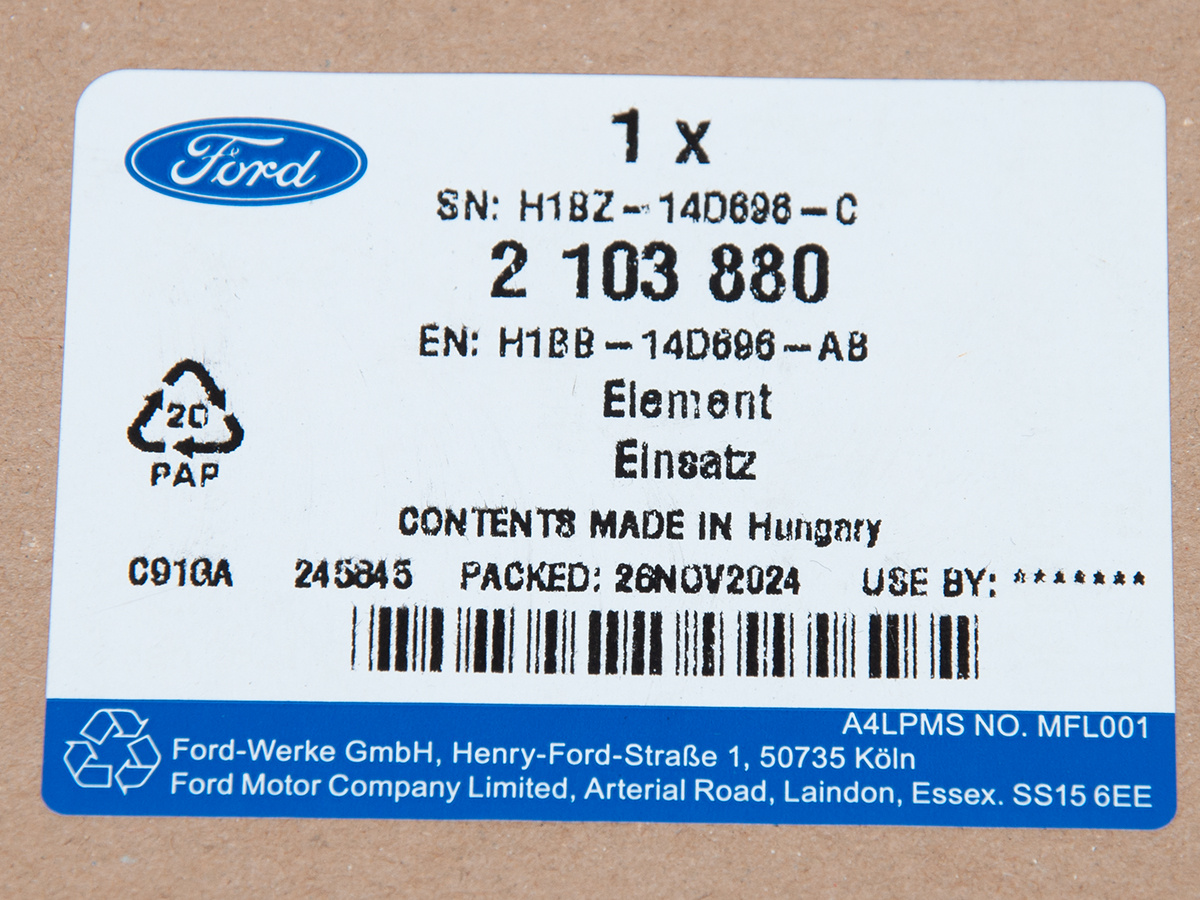 Ford
1 x
SN: H1BZ-14D696-C
2 103 880
EN: H1BB-14D696-AB
Element
Einsatz
20
PAP
CONTENTS MADE IN Hungary
PACKED: 26NOV2024 USE BY: *******
A4LPMS NO. MFL001
Ford-Werke GmbH, Henry-Ford-Straße 1, 50735 Köln
Ford Motor Company Limited, Arterial Road, Laindon, Essex. SS15 6EE